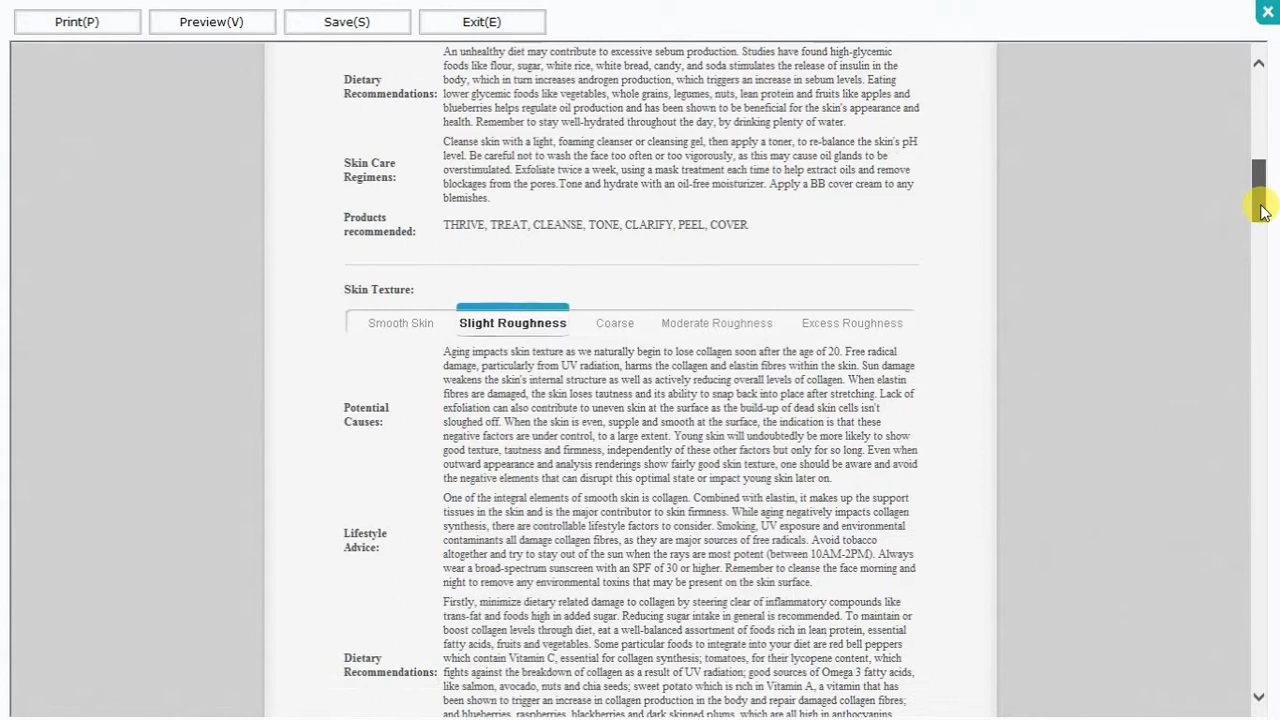 Print(P) Preview(V) Save(S) Exit(E)
An unhealthy diet may contribute to excessive sebum production. Studies have found high-glycemic
foods like flour, sugar, white rice, white bread, candy, and soda stimulates the release of insulin in the
body, which in turn increases androgen production, which triggers an increase in sebum levels. Eating
lower glycemic foods like vegetables, whole grains, legumes, nuts, lean protein and fruits like apples and
blueberries helps regulate oil production and has been shown to be beneficial for the skin's appearance and
health. Remember to stay well-hydrated throughout the day, by drinking plenty of water.
Dietary
Recommendations:
Cleanse skin with a light, foaming cleanser or cleansing gel, then apply a toner, to re-balance the skin's pH
level. Be careful not to wash the face too often or too vigorously, as this may cause oil glands to be
overstimulated. Exfoliate twice a week, using a mask treatment each time to help extract oils and remove
blockages from the pores.Tone and hydrate with an oil-free moisturizer. Apply a BB cover cream to any
blemishes.
Skin Care
Regimens:
Products
recommended:
THRIVE, TREAT, CLEANSE, TONE, CLARIFY, PEEL, COVER
Skin Texture:
Smooth Skin Slight Roughness Coarse Moderate Roughness Excess Roughness
Aging impacts skin texture as we naturally begin to lose collagen soon after the age of 20. Free radical
damage, particularly from UV radiation, harms the collagen and elastin fibres within the skin. Sun damage
weakens the skin's internal structure as well as actively reducing overall levels of collagen. When elastin
fibres are damaged, the skin loses tautness and its ability to snap back into place after stretching. Lack of
exfoliation can also contribute to uneven skin at the surface as the build-up of dead skin cells isn't
sloughed off. When the skin is even, supple and smooth at the surface, the indication is that these
negative factors are under control, to a large extent. Young skin will undoubtedly be more likely to show
good texture, tautness and firmness, independently of these other factors but only for so long. Even when
outward appearance and analysis renderings show fairly good skin texture, one should be aware and avoid
the negative elements that can disrupt this optimal state or impact young skin later on.
Potential
Causes:
One of the integral elements of smooth skin is collagen. Combined with elastin, it makes up the support
tissues in the skin and is the major contributor to skin firmness. While aging negatively impacts collagen
synthesis, there are controllable lifestyle factors to consider. Smoking, UV exposure and environmental
contaminants all damage collagen fibres, as they are major sources of free radicals. Avoid tobacco
altogether and try to stay out of the sun when the rays are most potent (between 10AM-2PM). Always
wear a broad-spectrum sunscreen with an SPF of 30 or higher. Remember to cleanse the face morning and
night to remove any environmental toxins that may be present on the skin surface.
Lifestyle
Advice:
Firstly, minimize dietary related damage to collagen by steering clear of inflammatory compounds like
trans-fat and foods high in added sugar. Reducing sugar intake in general is recommended. To maintain or
boost collagen levels through diet, eat a well-balanced assortment of foods rich in lean protein, essential
fatty acids, fruits and vegetables. Some particular foods to integrate into your diet are red bell peppers
which contain Vitamin C, essential for collagen synthesis; tomatoes, for their lycopene content, which
fights against the breakdown of collagen as a result of UV radiation; good sources of Omega 3 fatty acids,
like salmon, avocado, nuts and chia seeds; sweet potato which is rich in Vitamin A, a vitamin that has
been shown to trigger an increase in collagen production in the body and repair damaged collagen fibres;
and blueberries, raspberries, blackberries and dark skinned plums, which are all high in anthocyanins
Dietary
Recommendations: